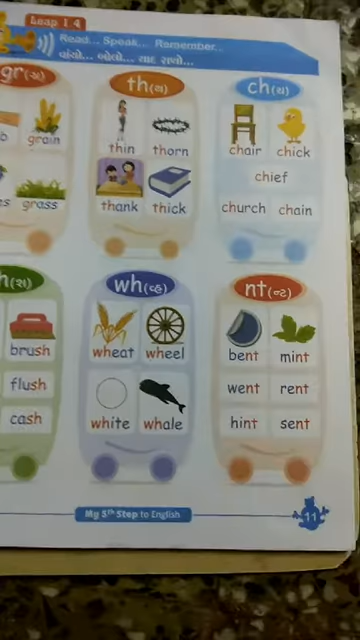 Leap 1 4
Read... Speak... Remember...
વાંચો... બોલો... યાદ રાખો...
gr(ગ્ર)
grain
grass
th(થ)
thin thorn
thank thick
ch(ચ)
chair chick
chief
church chain
brush
flush
cash
wh(વ્હ)
wheat wheel
white whale
nt(ન્ટ)
bent mint
went rent
hint sent
My 5th Step to English
11